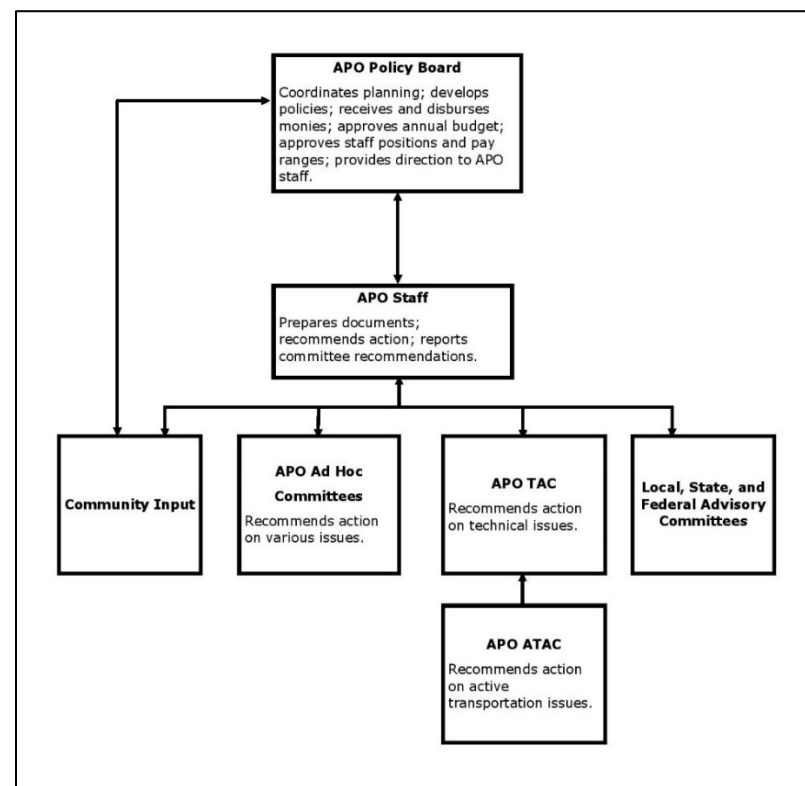 APO Policy Board
Coordinates planning; develops
policies; receives and disburses
monies; approves annual budget;
approves staff positions and pay
ranges; provides direction to APO
staff.
APO Staff
Prepares documents;
recommends action; reports
committee recommendations.
Community Input
APO Ad Hoc
Committees
Recommends action
on various issues.
APO TAC
Recommends action
on technical issues.
Local, State, and
Federal Advisory
Committees
APO ATAC
Recommends action
on active
transportation issues.